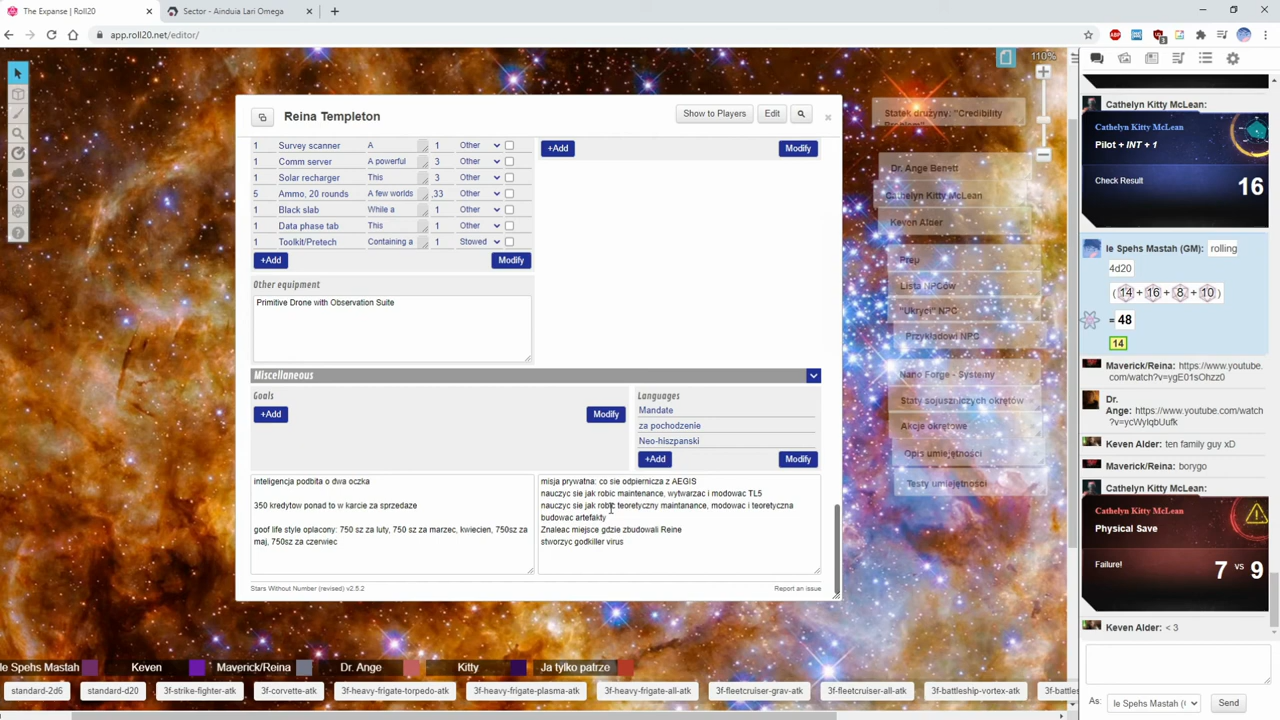 The Expanse | Roll20
Sector - Ainduia Lari Omega
app.roll20.net/editor/
110%
Reina Templeton
Show to Players
Edit
1 Survey scanner A 1 Other
1 Comm server A powerful 3 Other
1 Solar recharger This 3 Other
5 Ammo, 20 rounds A few worlds .33 Other
1 Black slab While a 1 Other
1 Data phase tab This 1 Other
1 Toolkit/Pretech Containing a 1 Stowed
+Add
Modify
+Add
Modify
Other equipment
Primitive Drone with Observation Suite
Miscellaneous
Goals
+Add
Modify
Languages
Mandate
za pochodzenie
Neo-hiszpanski
+Add
Modify
inteligencja podbita o dwa oczka
350 kredytow ponad to w karcie za sprzedaze
goof life style oplacony: 750 sz za luty, 750 sz za marzec, kwiecien, 750sz za
maj, 750sz za czerwiec
misja prywatna: co sie odpiernicza z AEGIS
nauczyc sie jak robic maintenance, wytwarzac i modowac TL5
nauczyc sie jak robic teoretyczny maintanance, modowac i teoretyczna
budowac artefakty
Znaleac miejsce gdzie zbudowali Reine
stworzyc godkiller virus
Stars Without Number (revised) v2.5.2
Report an issue
Statek drużyny: "Credibility
Problem"
Dr. Ange Benett
Cathelyn Kitty McLean
Keven Alder
Prep
Lista NPCów
"Ukryci" NPC
Przykładowi NPC
Nano Forge - Systemy
Staty sojuszniczych okrętów
Akcje okrętowe
Opis umiejętności
Testy umiejętności
Cathelyn Kitty McLean:
Cathelyn Kitty McLean
Pilot + INT + 1
Check Result
16
le Spehs Mastah (GM): rolling
4d20
(14+16+8+10)
= 48
14
Maverick/Reina: https://www.youtube.
com/watch?v=ygE01sOhzz0
Dr.
Ange: https://www.youtube.com/watch
?v=ycWyIqbUufk
Keven Alder: ten family guy xD
Maverick/Reina: borygo
Cathelyn Kitty McLean:
Cathelyn Kitty McLean
Physical Save
Failure!
7 vs 9
Keven Alder: < 3
As:
le Spehs Mastah (
Send
le Spehs Mastah
Keven
Maverick/Reina
Dr. Ange
Kitty
Ja tylko patrze
standard-2d6
standard-d20
3f-strike-fighter-atk
3f-corvette-atk
3f-heavy-frigate-torpedo-atk
3f-heavy-frigate-plasma-atk
3f-heavy-frigate-all-atk
3f-fleetcruiser-grav-atk
3f-fleetcruiser-all-atk
3f-battleship-vortex-atk
3f-battl